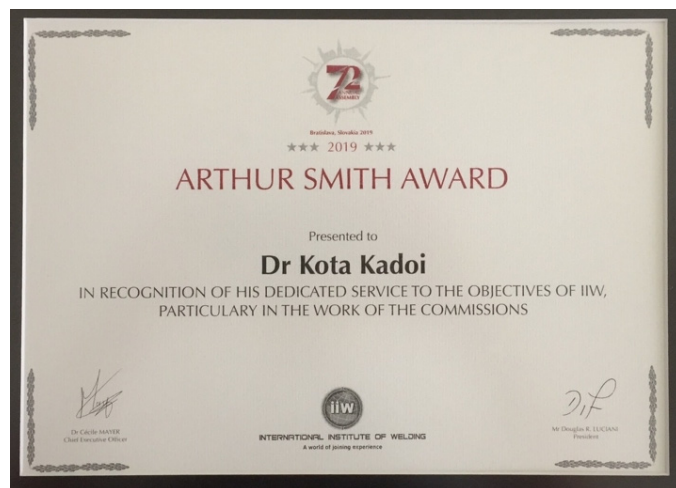 72
Bratislava, Slovakia 2019
★★★ 2019 ★★★
ARTHUR SMITH AWARD
Presented to
Dr Kota Kadoi
IN RECOGNITION OF HIS DEDICATED SERVICE TO THE OBJECTIVES OF IIW,
PARTICULARY IN THE WORK OF THE COMMISSIONS
Dr Cécile MAYER
Chief Executive Officer
iiw
INTERNATIONAL INSTITUTE OF WELDING
A world of joining experience
Mr Douglas R. LUCIANI
President